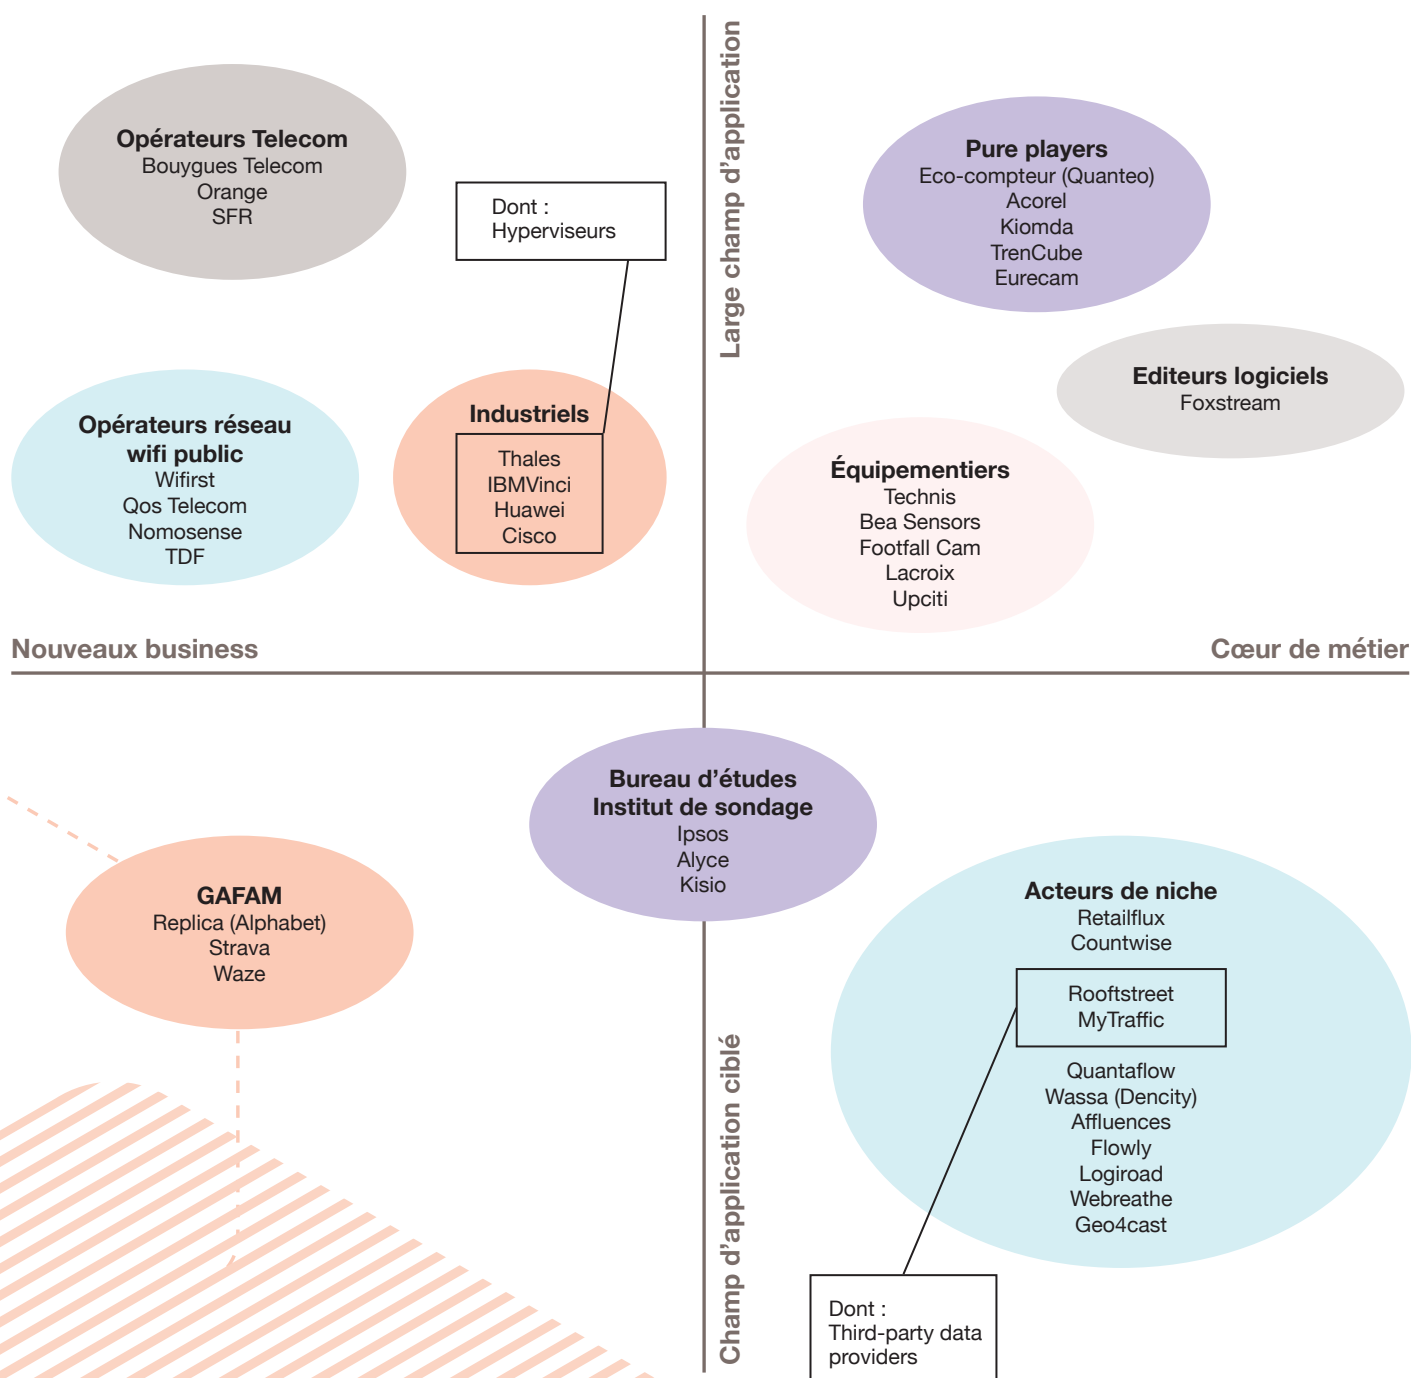 Large champ d’application
Opérateurs Telecom
Bouygues Telecom
Orange
SFR
Dont :
Hyperviseurs
Pure players
Eco-compteur (Quanteo)
Acorel
Kiomda
TrenCube
Eurecam
Editeurs logiciels
Foxstream
Opérateurs réseau
wifi public
Wifirst
Qos Telecom
Nomosense
TDF
Industriels
Thales
IBMVinci
Huawei
Cisco
Équipementiers
Technis
Bea Sensors
Footfall Cam
Lacroix
Upciti
Nouveaux business
Cœur de métier
Bureau d’études
Institut de sondage
Ipsos
Alyce
Kisio
GAFAM
Replica (Alphabet)
Strava
Waze
Acteurs de niche
Retailflux
Countwise
Rooftstreet
MyTraffic
Quantaflow
Wassa (Dencity)
Affluences
Flowly
Logiroad
Webreathe
Geo4cast
Champ d’application ciblé
Dont :
Third-party data
providers